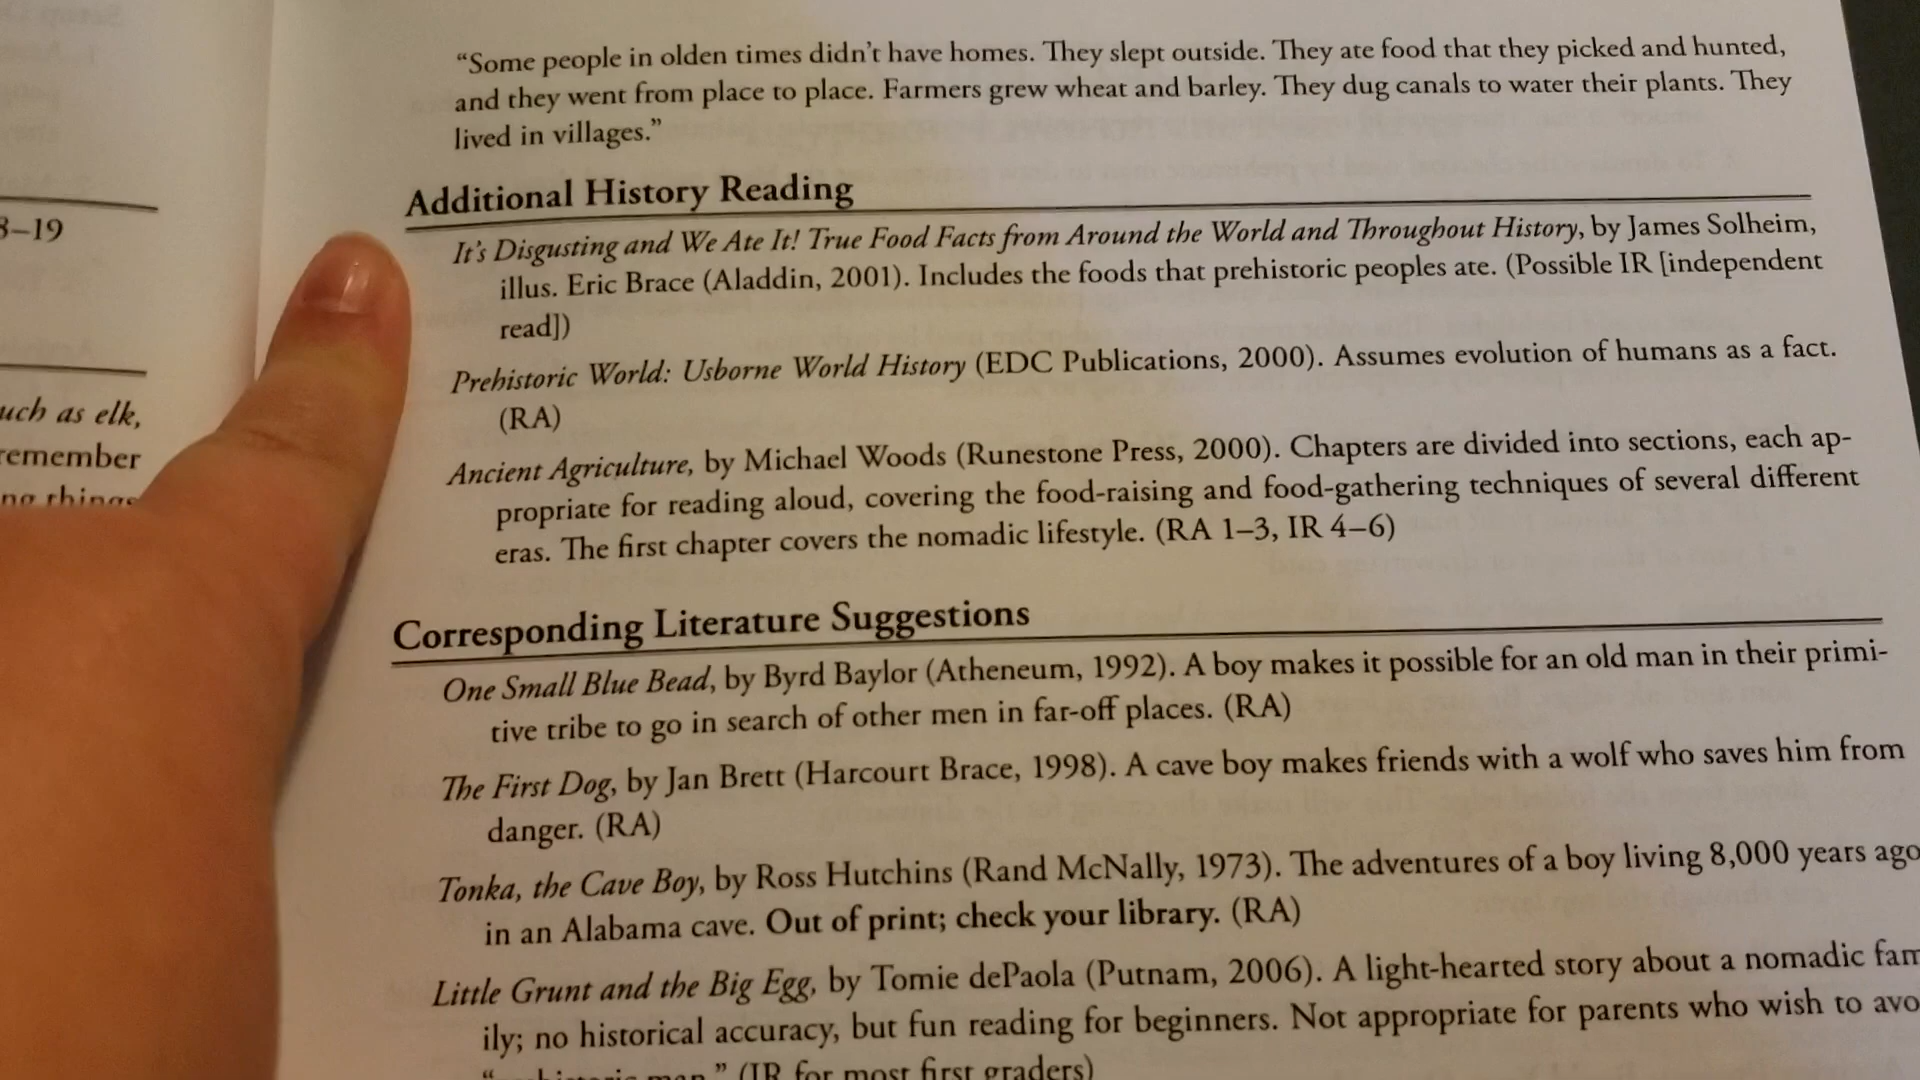 “Some people in olden times didn’t have homes. They slept outside. They ate food that they picked and hunted,
and they went from place to place. Farmers grew wheat and barley. They dug canals to water their plants. They
lived in villages.”
Additional History Reading
It’s Disgusting and We Ate It! True Food Facts from Around the World and Throughout History, by James Solheim,
illus. Eric Brace (Aladdin, 2001). Includes the foods that prehistoric peoples ate. (Possible IR [independent
read])
Prehistoric World: Usborne World History (EDC Publications, 2000). Assumes evolution of humans as a fact.
(RA)
Ancient Agriculture, by Michael Woods (Runestone Press, 2000). Chapters are divided into sections, each ap-
propriate for reading aloud, covering the food-raising and food-gathering techniques of several different
eras. The first chapter covers the nomadic lifestyle. (RA 1–3, IR 4–6)
Corresponding Literature Suggestions
One Small Blue Bead, by Byrd Baylor (Atheneum, 1992). A boy makes it possible for an old man in their primi-
tive tribe to go in search of other men in far-off places. (RA)
The First Dog, by Jan Brett (Harcourt Brace, 1998). A cave boy makes friends with a wolf who saves him from
danger. (RA)
Tonka, the Cave Boy, by Ross Hutchins (Rand McNally, 1973). The adventures of a boy living 8,000 years ago
in an Alabama cave. Out of print; check your library. (RA)
Little Grunt and the Big Egg, by Tomie dePaola (Putnam, 2006). A light-hearted story about a nomadic fam
ily; no historical accuracy, but fun reading for beginners. Not appropriate for parents who wish to avo
man.” (IR for most first graders)
–19
uch as elk,
remember
things